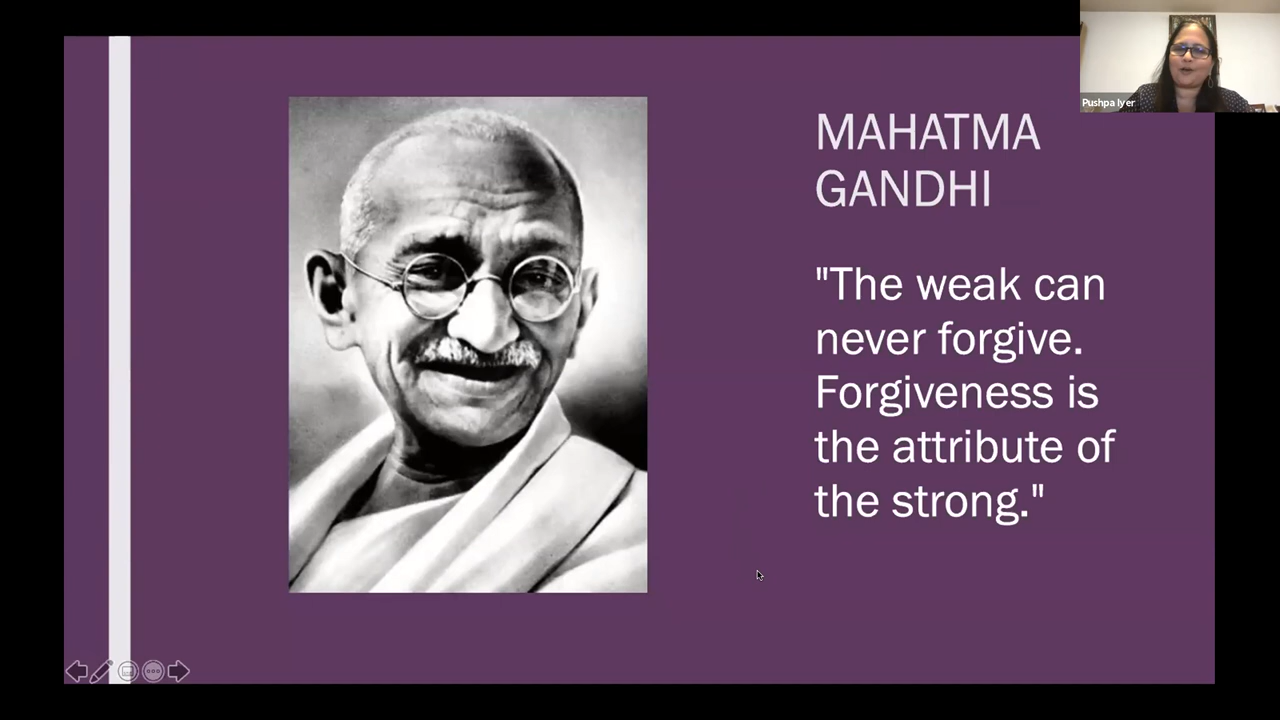 Pushpa Iyer
MAHATMA
GANDHI
"The weak can
never forgive.
Forgiveness is
the attribute of
the strong."